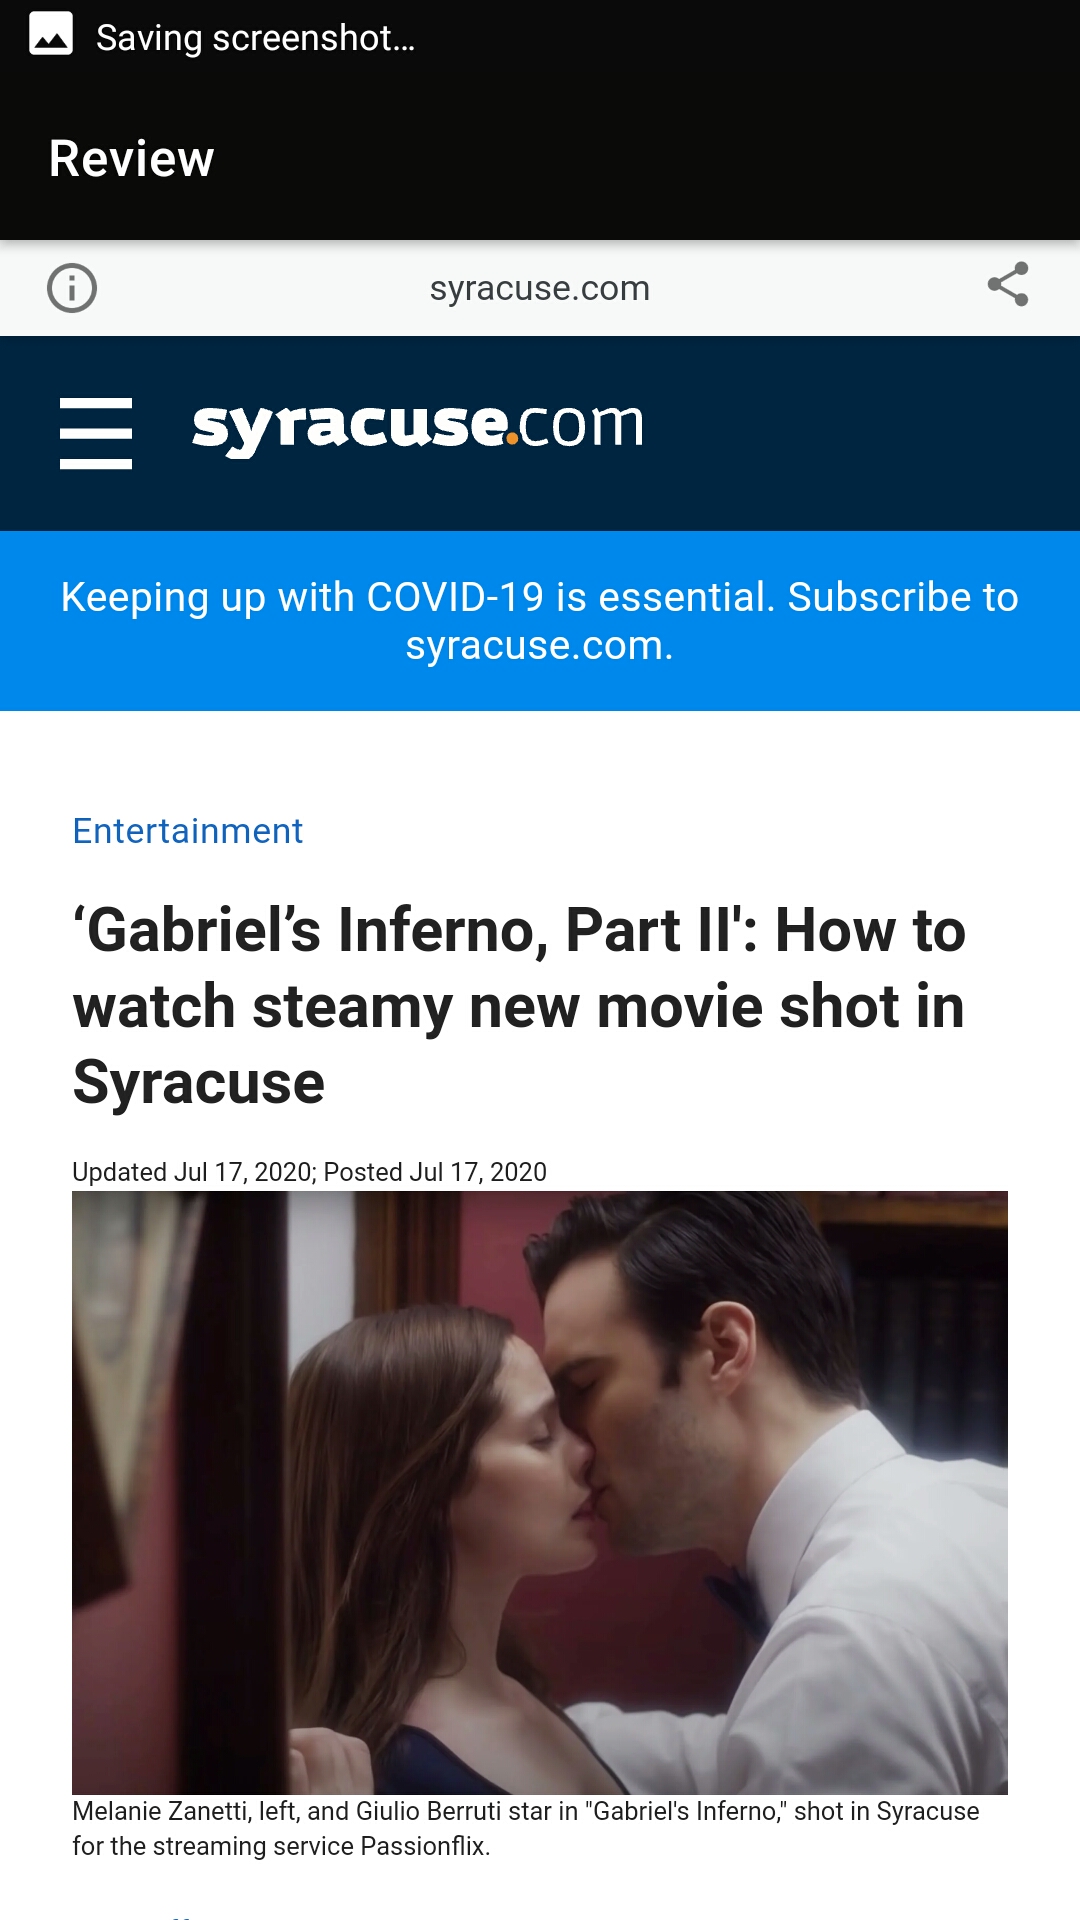 Saving screenshot...
Review
syracuse.com
syracuse.com
Keeping up with COVID-19 is essential. Subscribe to
syracuse.com.
Entertainment
‘Gabriel’s Inferno, Part II': How to
watch steamy new movie shot in
Syracuse
Updated Jul 17, 2020; Posted Jul 17, 2020
Melanie Zanetti, left, and Giulio Berruti star in "Gabriel's Inferno," shot in Syracuse
for the streaming service Passionflix.